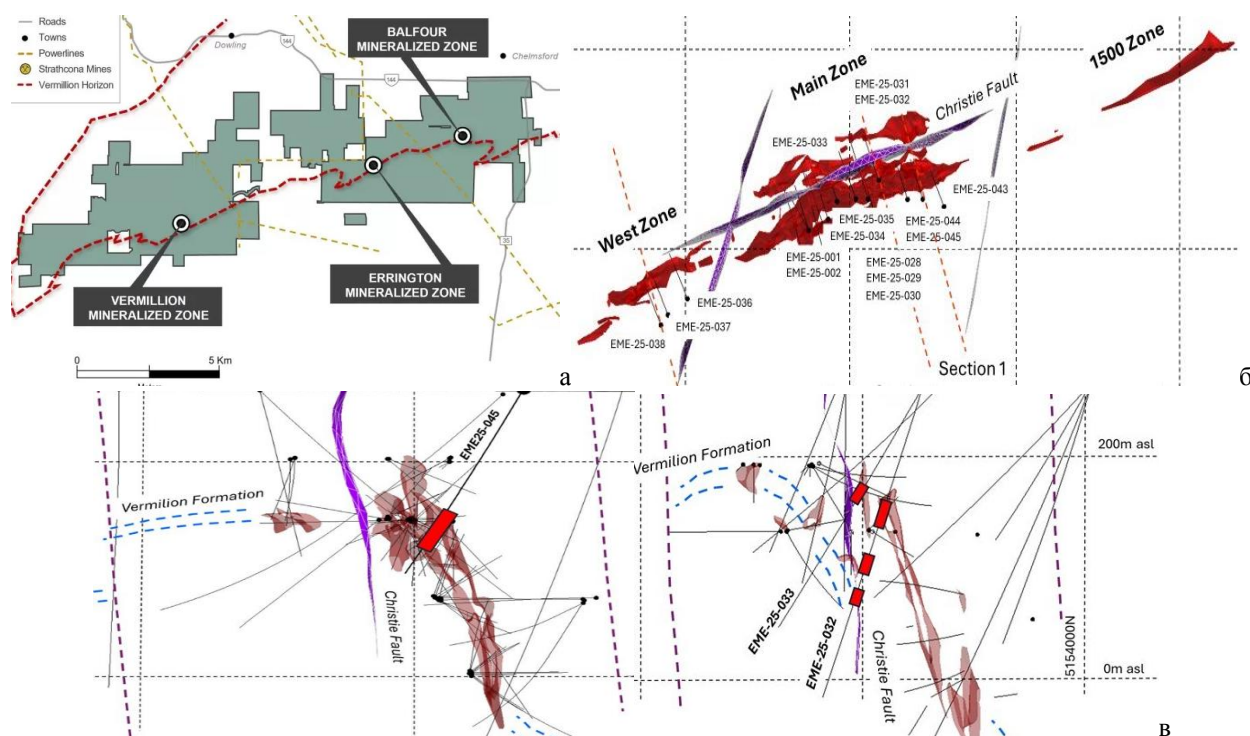 Roads
Towns
Powerlines
Strathcona Mines
Vermillion Horizon
Dowling
144
BALFOUR
MINERALIZED ZONE
Chelmsford
144
35
ERRINGTON
MINERALIZED ZONE
VERMILLION
MINERALIZED ZONE
0
5 Km
а
Main Zone
EME-25-031
EME-25-032
Christie Fault
1500 Zone
EME-25-033
EME-25-043
West Zone
EME-25-035
EME-25-034
EME-25-044
EME-25-045
EME-25-001
EME-25-002
EME-25-028
EME-25-029
EME-25-030
EME-25-036
EME-25-037
EME-25-038
Section 1
б
EME25-045
Vermilion Formation
Christie Fault
Vermilion Formation
200m asl
EME-25-033
EME-25-032
Christie Fault
5154000N
0m asl
в